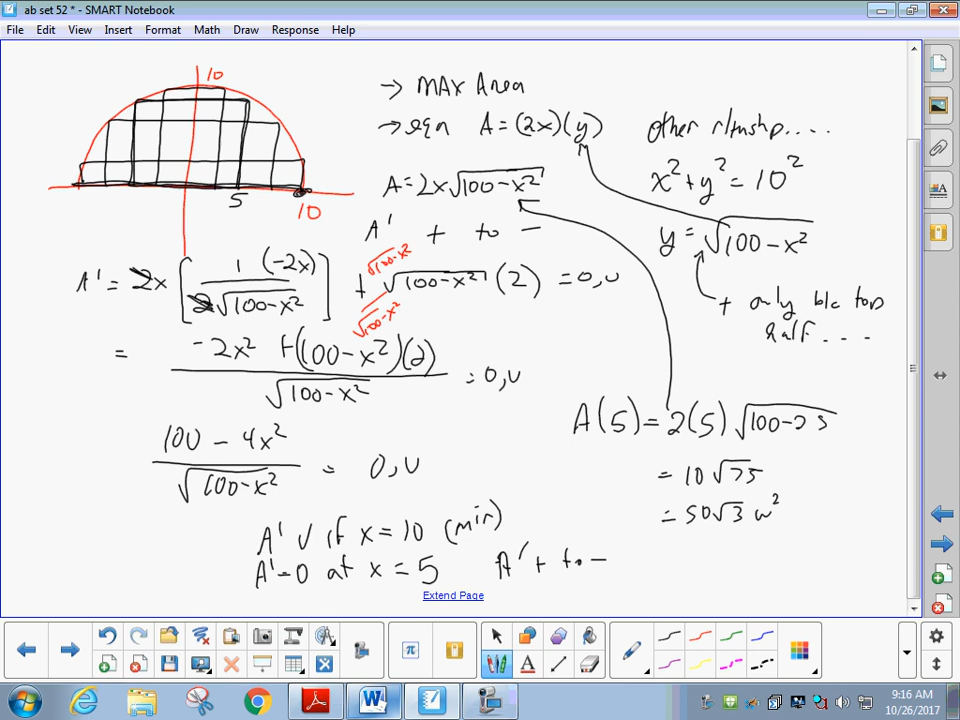 ab set 52 * - SMART Notebook
File Edit View Insert Format Math Draw Response Help
10
5
10
→ MAX Area
→ eqn A = (2x)(y)
A = 2x√(100-x²)
A' + to -
other rltnshp....
x² + y² = 10²
y = √(100-x²)
+ only b/c top
half ....
A' = 2x [ 1 (-2x) / 2√(100-x²) ] + √(100-x²) (2) = 0, U
√(100-x²)
√(100-x²)
= -2x² + (100-x²)(2) / √(100-x²) = 0, U
100 - 4x² / √(100-x²) = 0, U
A' U if x = 10 (min)
A' = 0 at x = 5 A' + to -
A(5) = 2(5) √(100-25)
= 10√75
= 50√3 u²
Extend Page
9:16 AM
10/26/2017